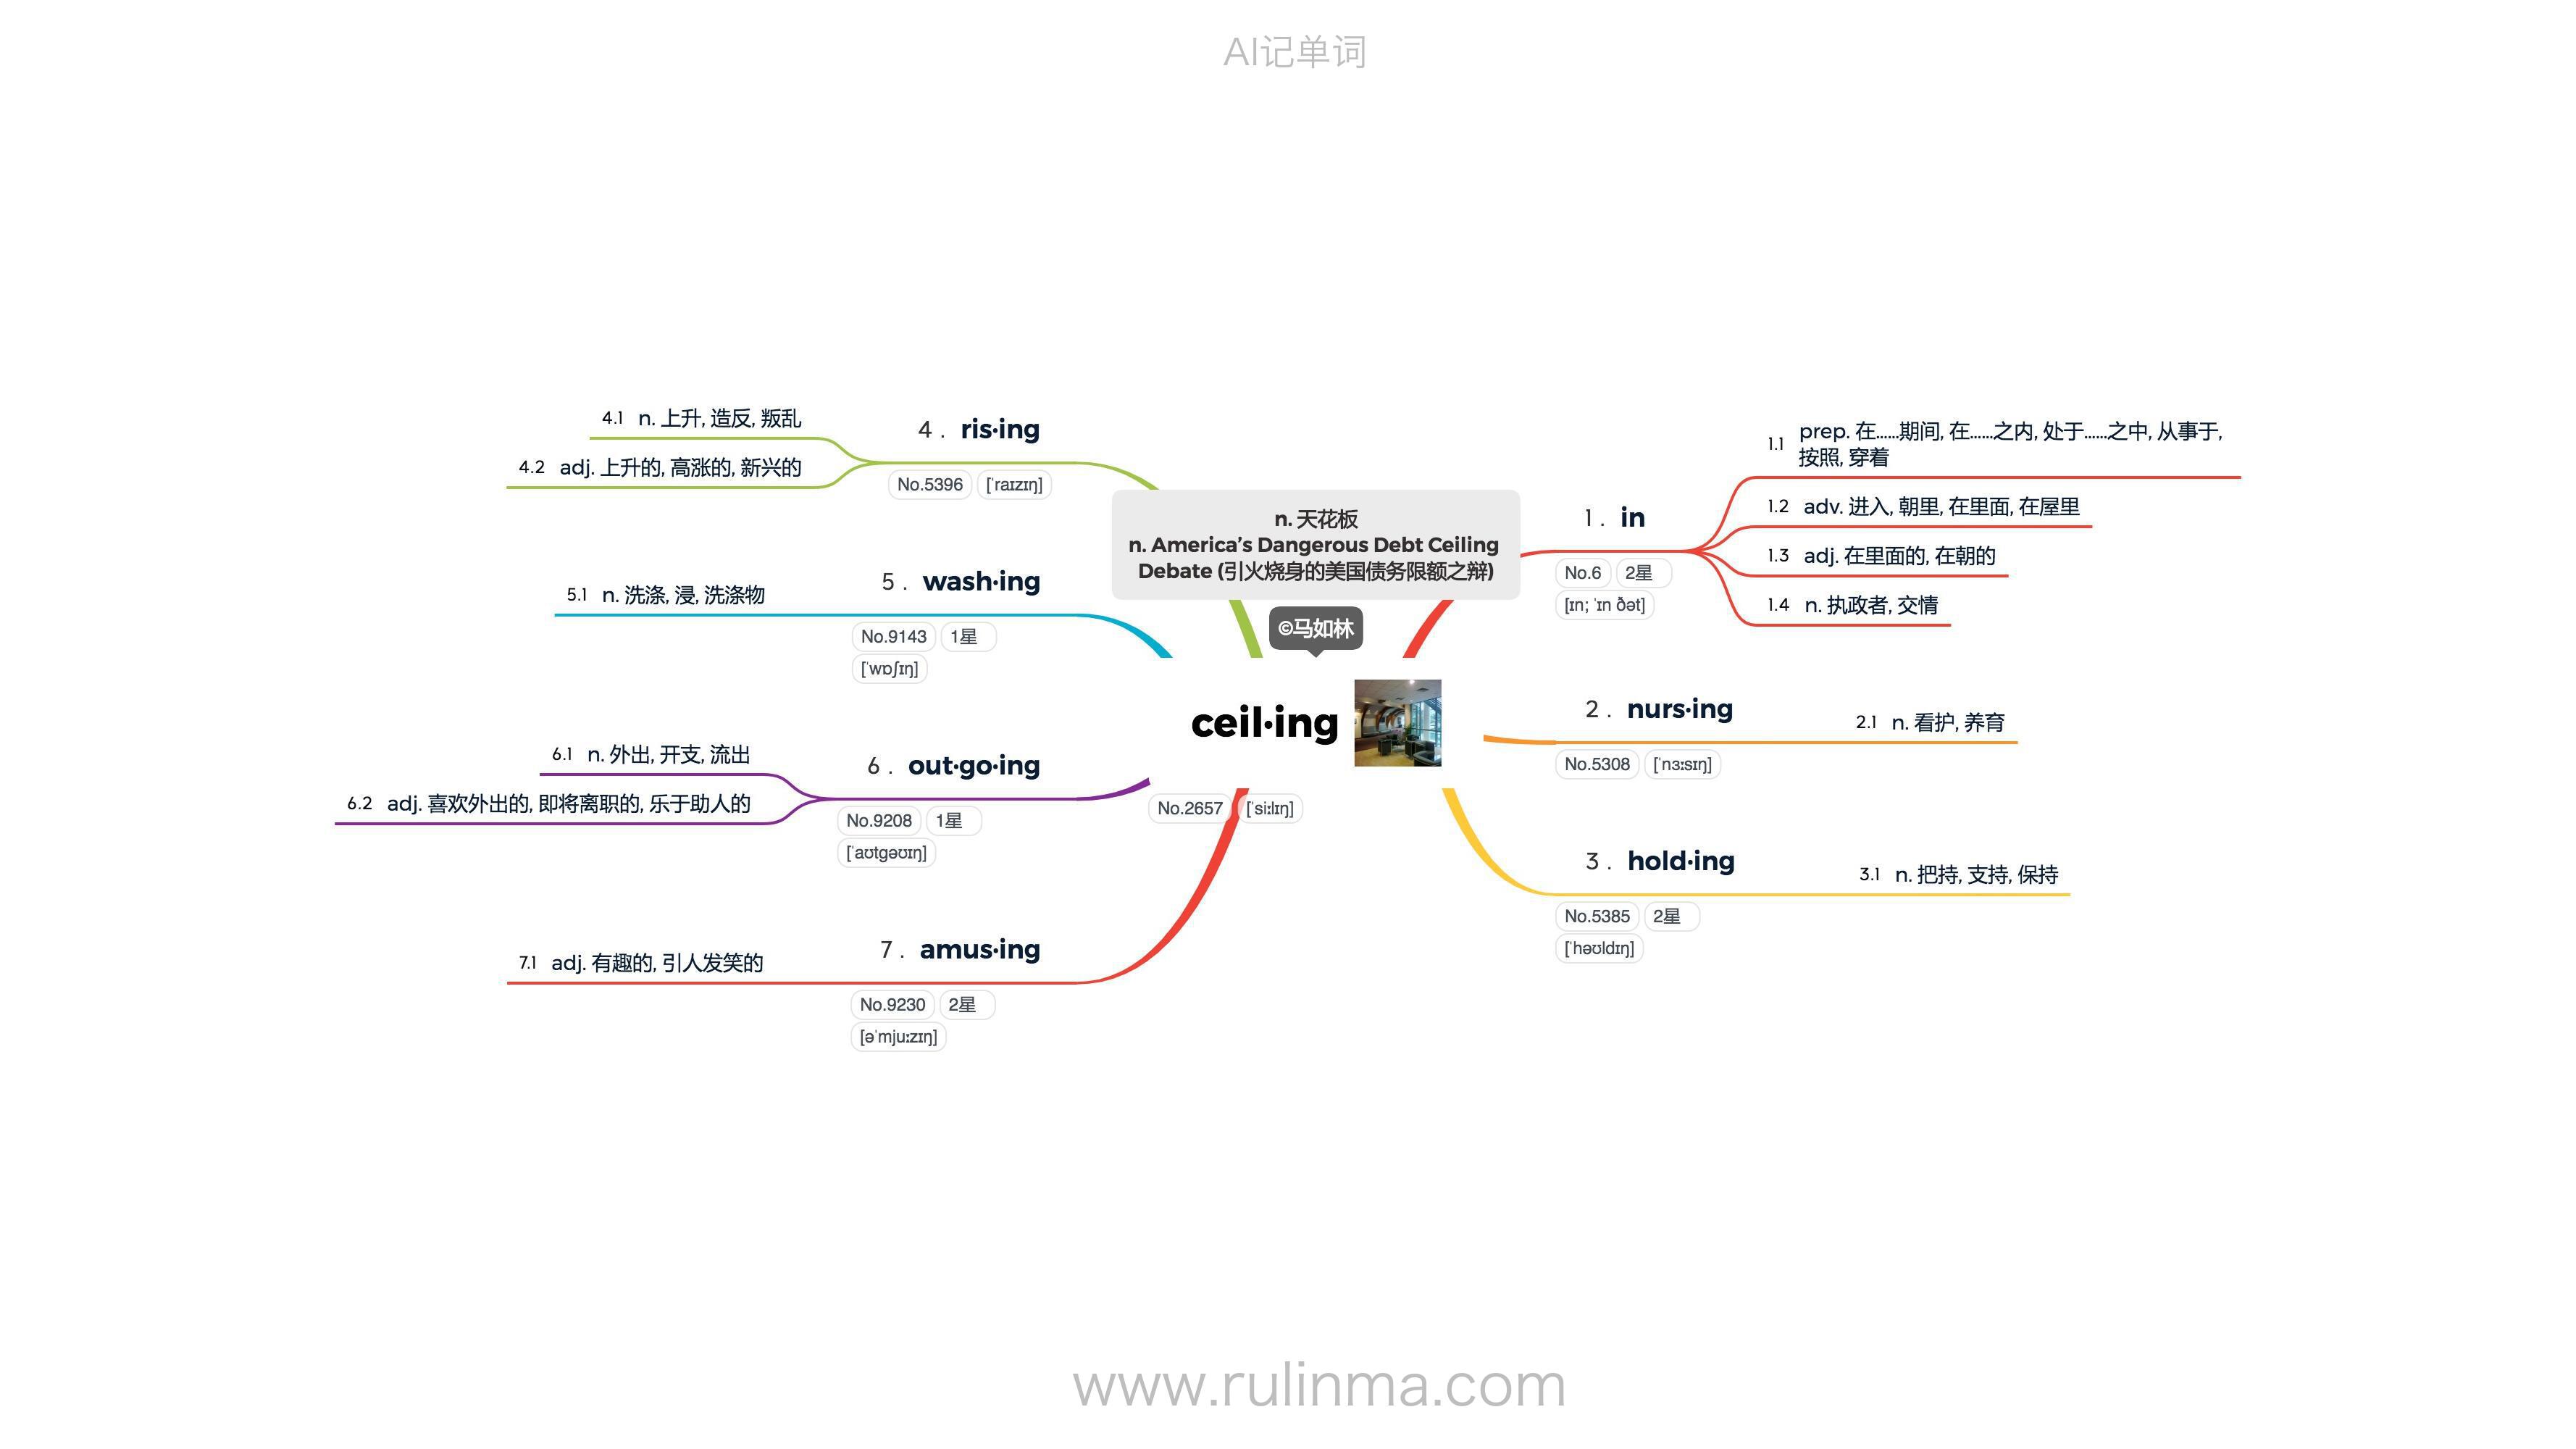 AI记单词
n. 天花板
n. America’s Dangerous Debt Ceiling
Debate (引火烧身的美国债务限额之辩)
©马如林
ceil·ing
No.2657 [ˈsiːlɪŋ]
1 . in
No.6 2星
[ɪn; ˈɪn ðət]
1.1 prep. 在……期间, 在……之内, 处于……之中, 从事于,
按照, 穿着
1.2 adv. 进入, 朝里, 在里面, 在屋里
1.3 adj. 在里面的, 在朝的
1.4 n. 执政者, 交情
2 . nurs·ing
No.5308 [ˈnɜːsɪŋ]
2.1 n. 看护, 养育
3 . hold·ing
No.5385 2星
[ˈhəʊldɪŋ]
3.1 n. 把持, 支持, 保持
4 . ris·ing
No.5396 [ˈraɪzɪŋ]
4.1 n. 上升, 造反, 叛乱
4.2 adj. 上升的, 高涨的, 新兴的
5 . wash·ing
No.9143 1星
[ˈwɒʃɪŋ]
5.1 n. 洗涤, 浸, 洗涤物
6 . out·go·ing
No.9208 1星
[ˈaʊtgəʊɪŋ]
6.1 n. 外出, 开支, 流出
6.2 adj. 喜欢外出的, 即将离职的, 乐于助人的
7 . amus·ing
No.9230 2星
[əˈmjuːzɪŋ]
7.1 adj. 有趣的, 引人发笑的
www.rulinma.com